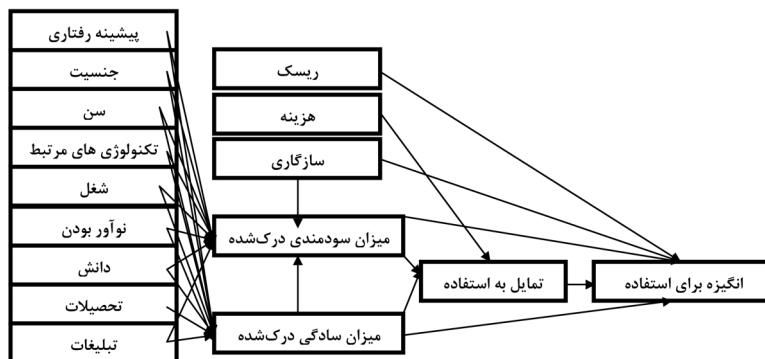 پیشینه رفتاری
جنسیت
سن
تکنولوژی های مرتبط
شغل
نوآور بودن
دانش
تحصیلات
تبلیغات
ریسک
هزینه
سازگاری
میزان سودمندی درک‌شده
میزان سادگی درک‌شده
تمایل به استفاده
انگیزه برای استفاده